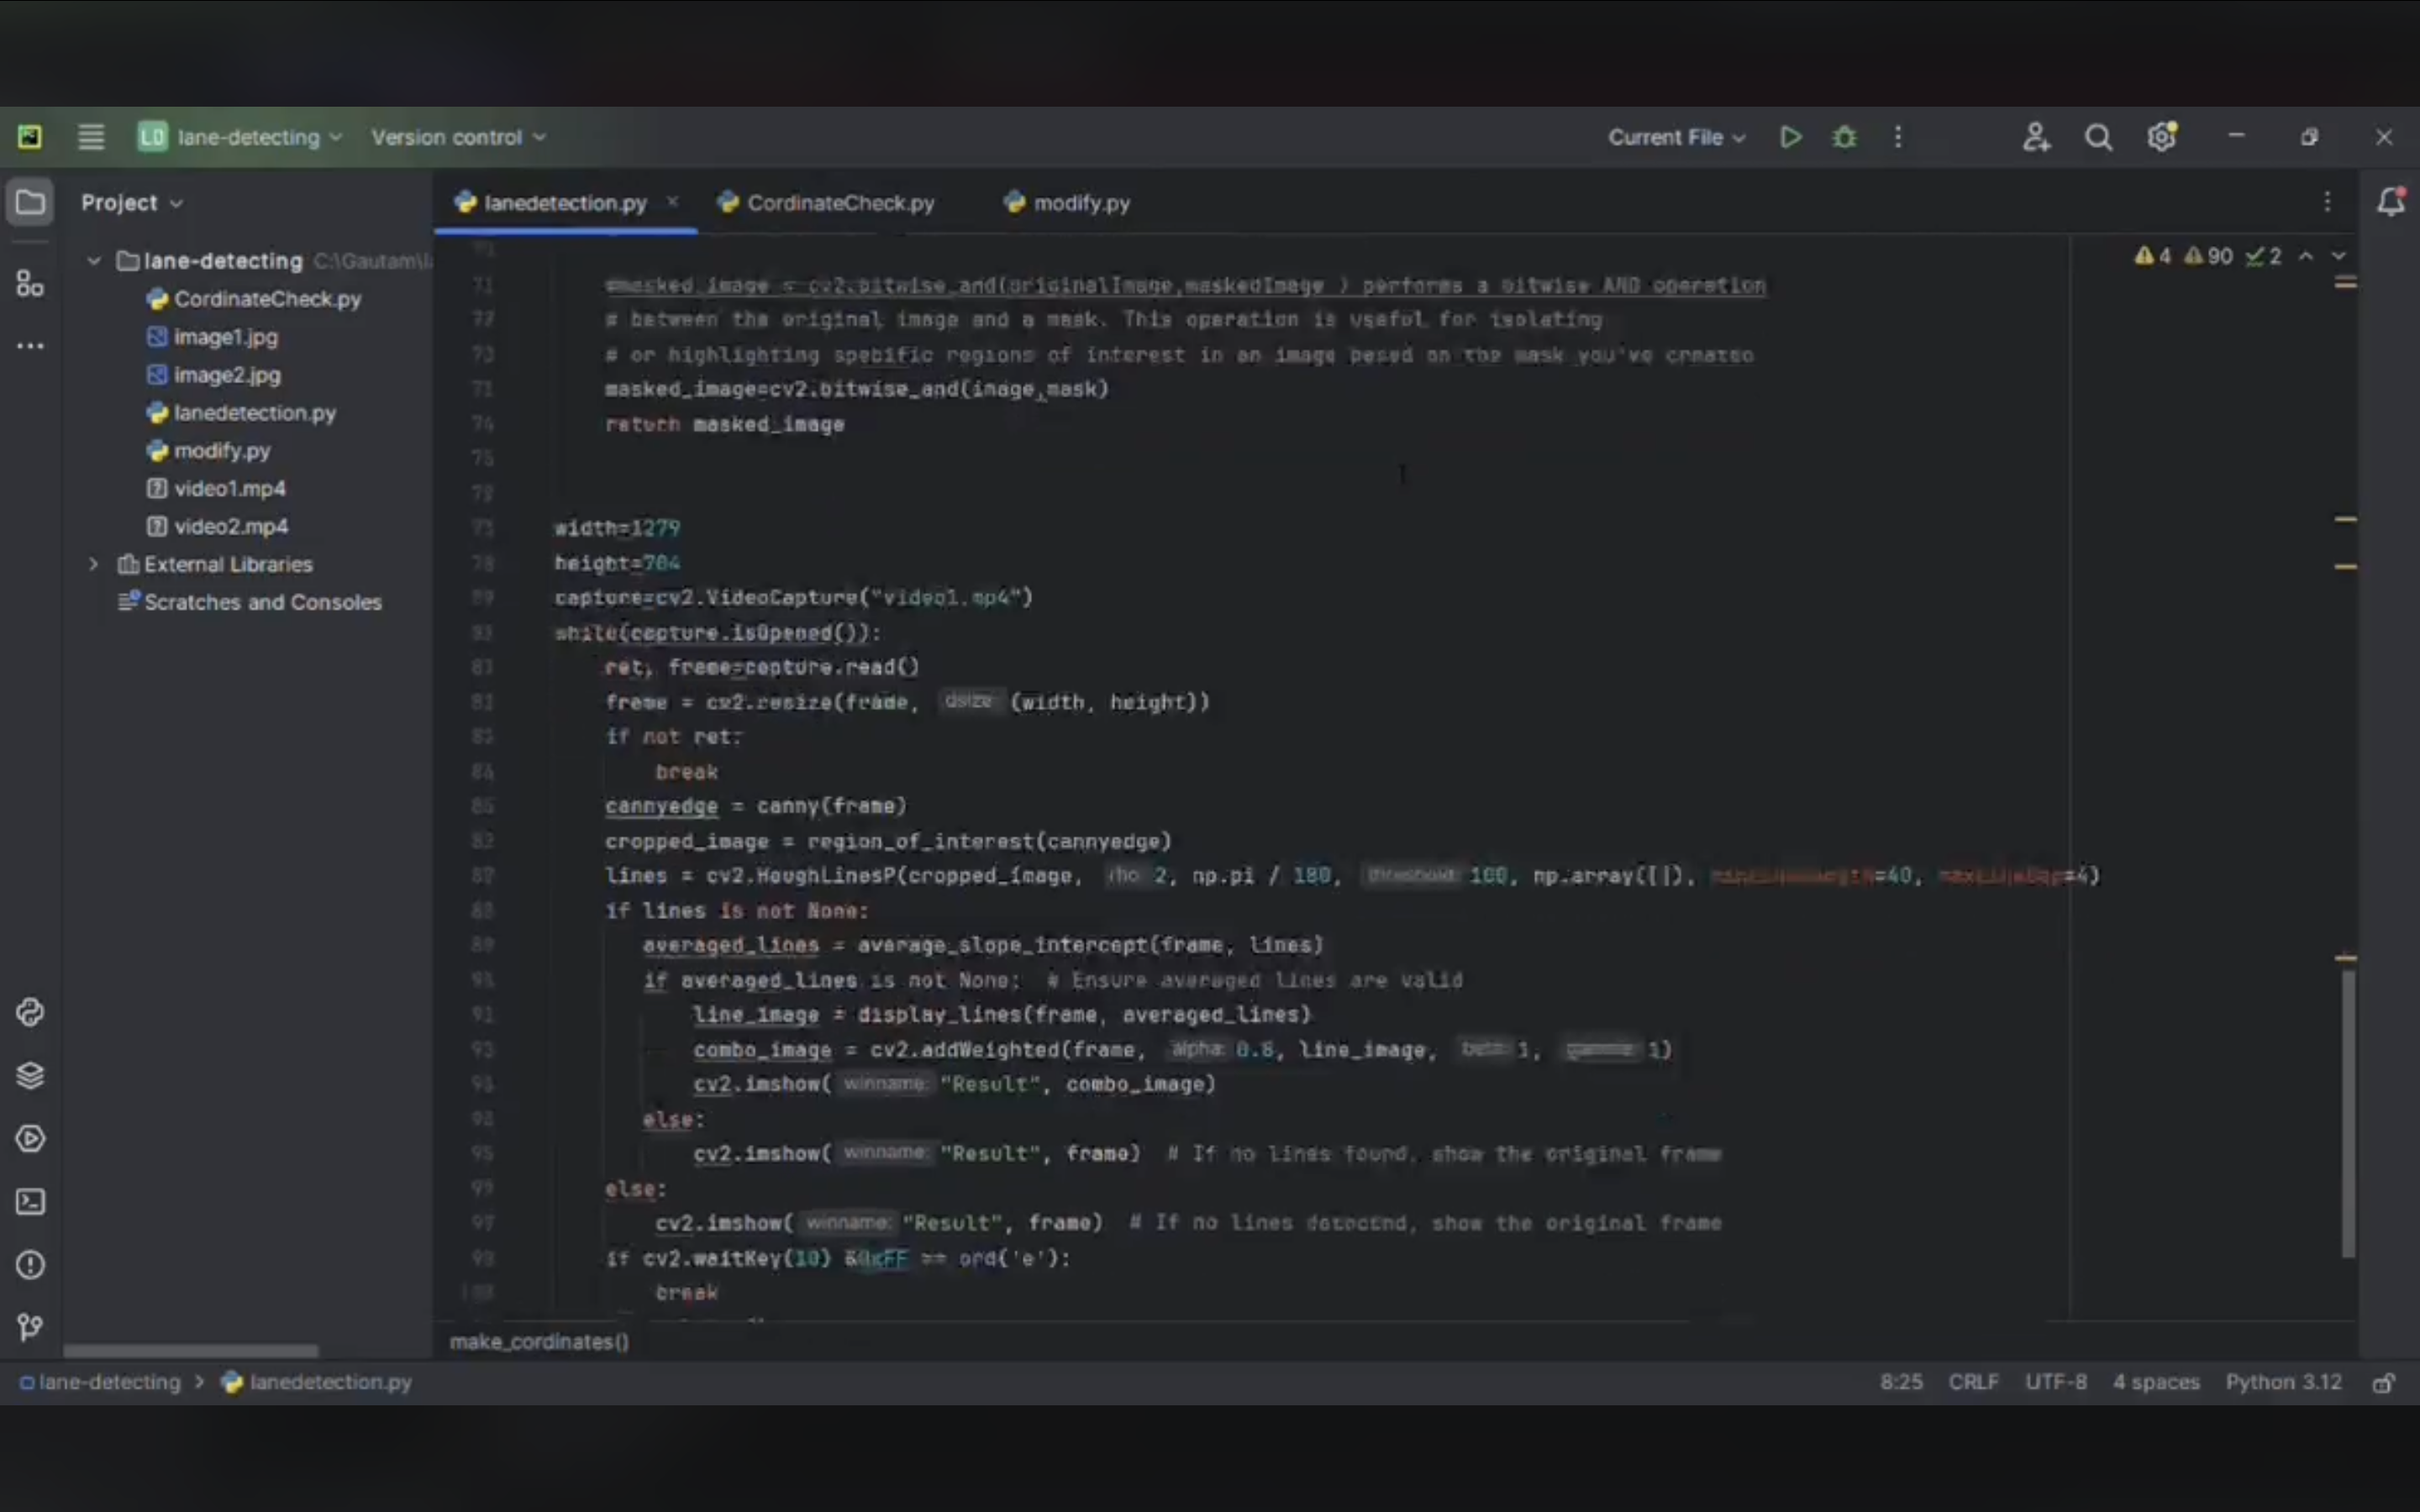 LD lane-detecting Version control Current File
Project lanedetection.py CordinateCheck.py modify.py
lane-detecting C:\Gautam\l
CordinateCheck.py
image1.jpg
image2.jpg
lanedetection.py
modify.py
video1.mp4
video2.mp4
External Libraries
Scratches and Consoles
4 90 2
#masked_image = cv2.bitwise_and(originalImage,maskedImage ) performs a bitwise AND operation
# between the original image and a mask. This operation is useful for isolating
# or highlighting specific regions of interest in an image based on the mask you've created
masked_image=cv2.bitwise_and(image,mask)
return masked_image
width=1279
height=704
capture=cv2.VideoCapture("video1.mp4")
while(capture.isOpened()):
ret, frame=capture.read()
frame = cv2.resize(frame, dsize: (width, height))
if not ret:
break
cannyedge = canny(frame)
cropped_image = region_of_interest(cannyedge)
lines = cv2.HoughLinesP(cropped_image, rho: 2, np.pi / 180, threshold: 100, np.array([]), minLineLength=40, maxLineGap=4)
if lines is not None:
averaged_lines = average_slope_intercept(frame, lines)
if averaged_lines is not None: # Ensure averaged lines are valid
line_image = display_lines(frame, averaged_lines)
combo_image = cv2.addWeighted(frame, alpha: 0.8, line_image, beta: 1, gamma: 1)
cv2.imshow( winname: "Result", combo_image)
else:
cv2.imshow( winname: "Result", frame) # If no lines found, show the original frame
else:
cv2.imshow( winname: "Result", frame) # If no lines detected, show the original frame
if cv2.waitKey(10) &0xFF == ord('e'):
break
make_cordinates()
lane-detecting > lanedetection.py 8:25 CRLF UTF-8 4 spaces Python 3.12